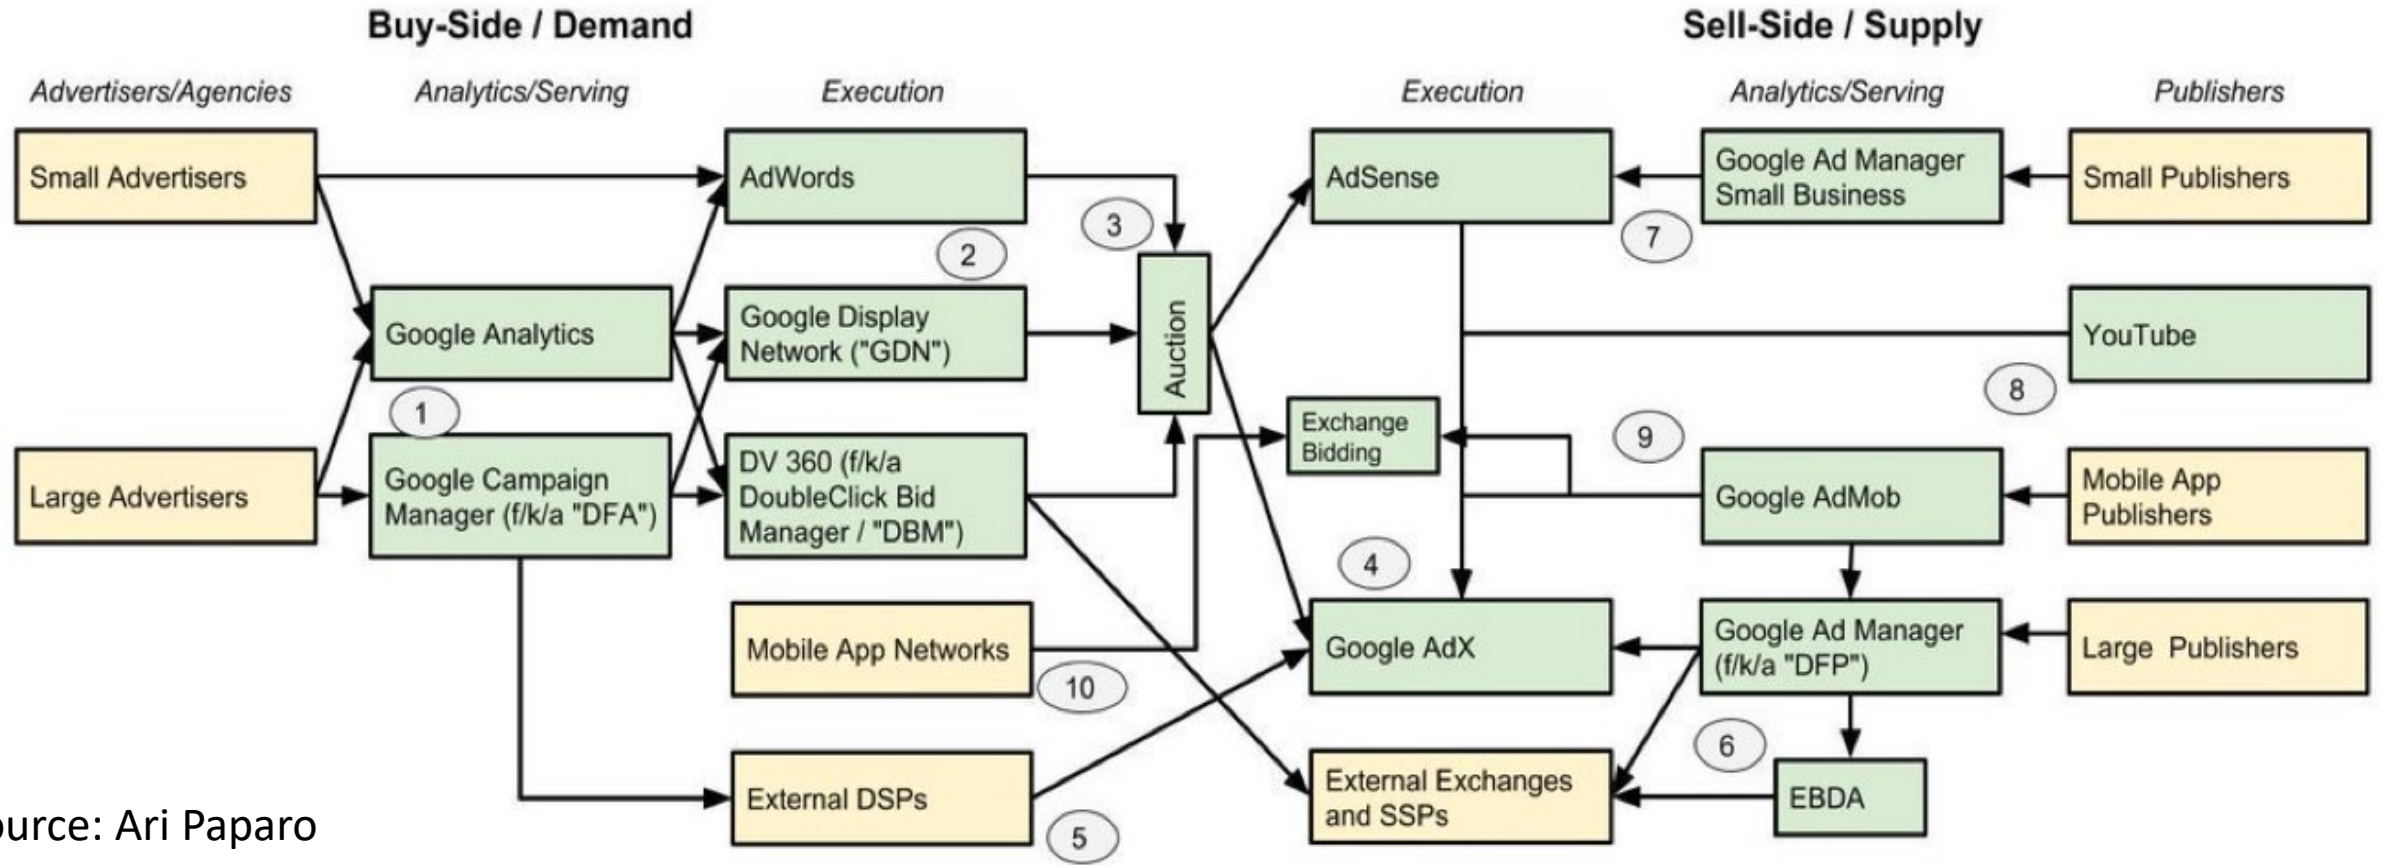 Buy-Side / Demand
Sell-Side / Supply
Advertisers/Agencies
Analytics/Serving
Execution
Execution
Analytics/Serving
Publishers
Small Advertisers
AdWords
AdSense
Google Ad Manager
Small Business
Small Publishers
3
2
7
Google Analytics
Google Display
Network ("GDN")
Auction
YouTube
8
1
Exchange
Bidding
9
Large Advertisers
Google Campaign
Manager (f/k/a "DFA")
DV 360 (f/k/a
DoubleClick Bid
Manager / "DBM")
Google AdMob
Mobile App
Publishers
4
Mobile App Networks
10
Google AdX
Google Ad Manager
(f/k/a "DFP")
Large Publishers
6
External DSPs
5
External Exchanges
and SSPs
EBDA
ource: Ari Paparo